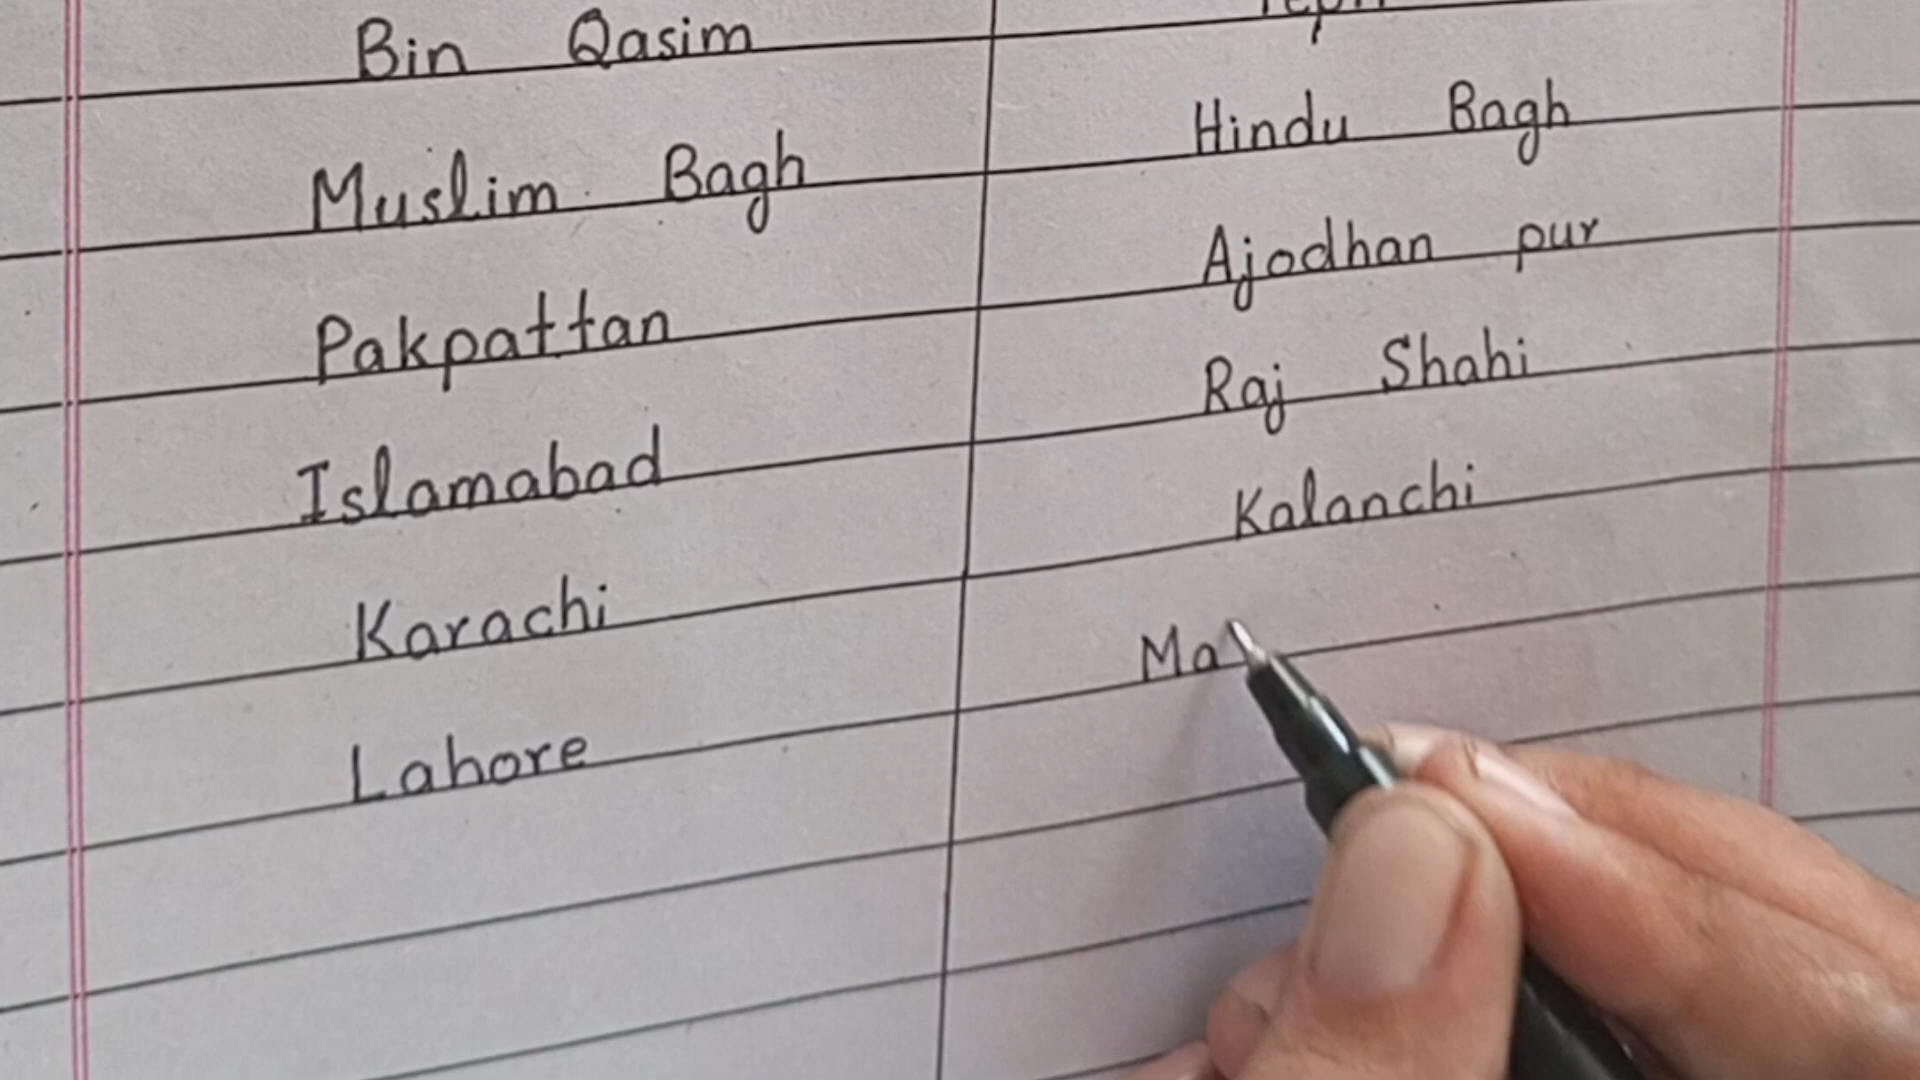 Bin Qasim
Muslim Bagh Hindu Bagh
Pakpattan Ajodhan pur
Islamabad Raj Shahi
Karachi Kalanchi
Lahore Ma